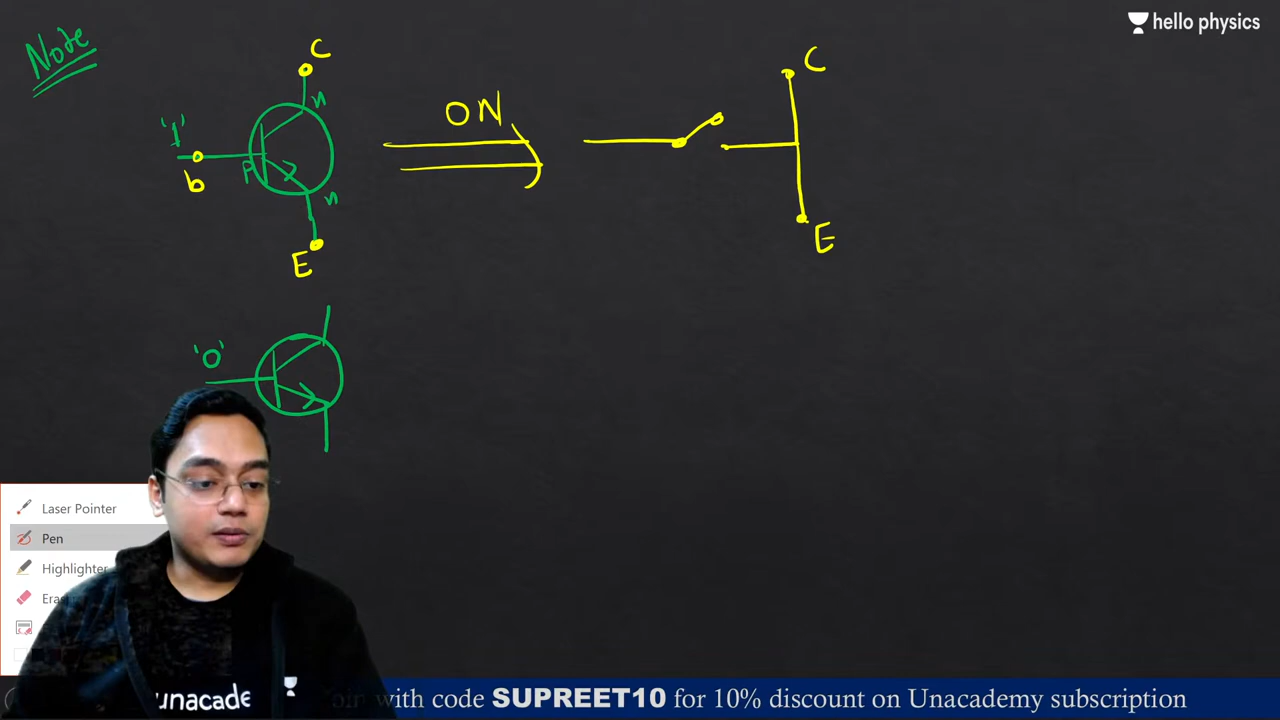 hello physics
Note
C
n
'1'
b
P
n
E
ON
C
E
'0'
Laser Pointer
Pen
Highlighter
unacade
with code SUPREET10 for 10% discount on Unacademy subscription